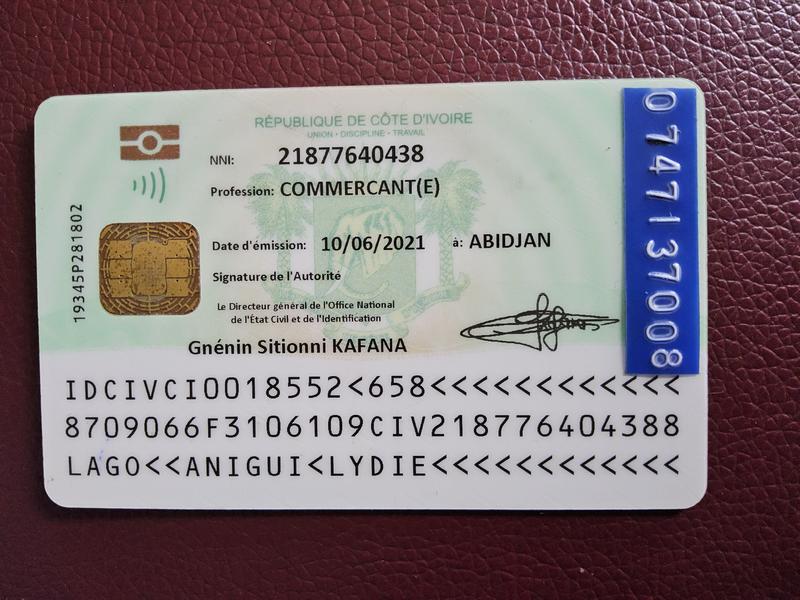 RÉPUBLIQUE DE CÔTE D'IVOIRE
UNION - DISCIPLINE - TRAVAIL
NNI: 21877640438
Profession: COMMERCANT(E)
Date d'émission: 10/06/2021 à: ABIDJAN
Signature de l'Autorité
Le Directeur général de l'Office National
de l'État Civil et de l'Identification
Gnénin Sitionni KAFANA
19345P281802
0747137008
IDCIVCI0018552<658<<<<<<<<<<<<
8709066F3106109CIV218776404388
LAGO<<ANIGUI<LYDIE<<<<<<<<<<<<